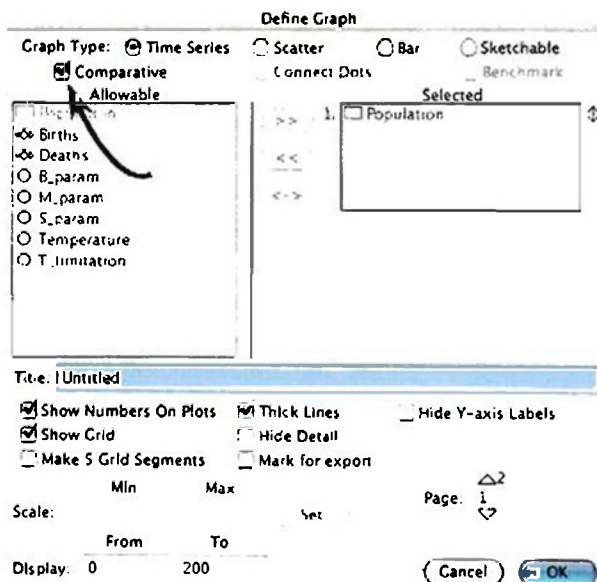 Define Graph
Graph Type: Time Series Scatter Bar Sketchable
Comparative Connect Dots Benchmark
Allowable Selected
>> 1. Population
Births
Deaths <<
B_param
M_param <->
S_param
Temperature
T_limitation
Title: Untitled
Show Numbers On Plots Thick Lines Hide Y-axis Labels
Show Grid Hide Detail
Make 5 Grid Segments Mark for export
Min Max 2
Scale: Set Page: 1
From To
Display: 0 200 Cancel OK